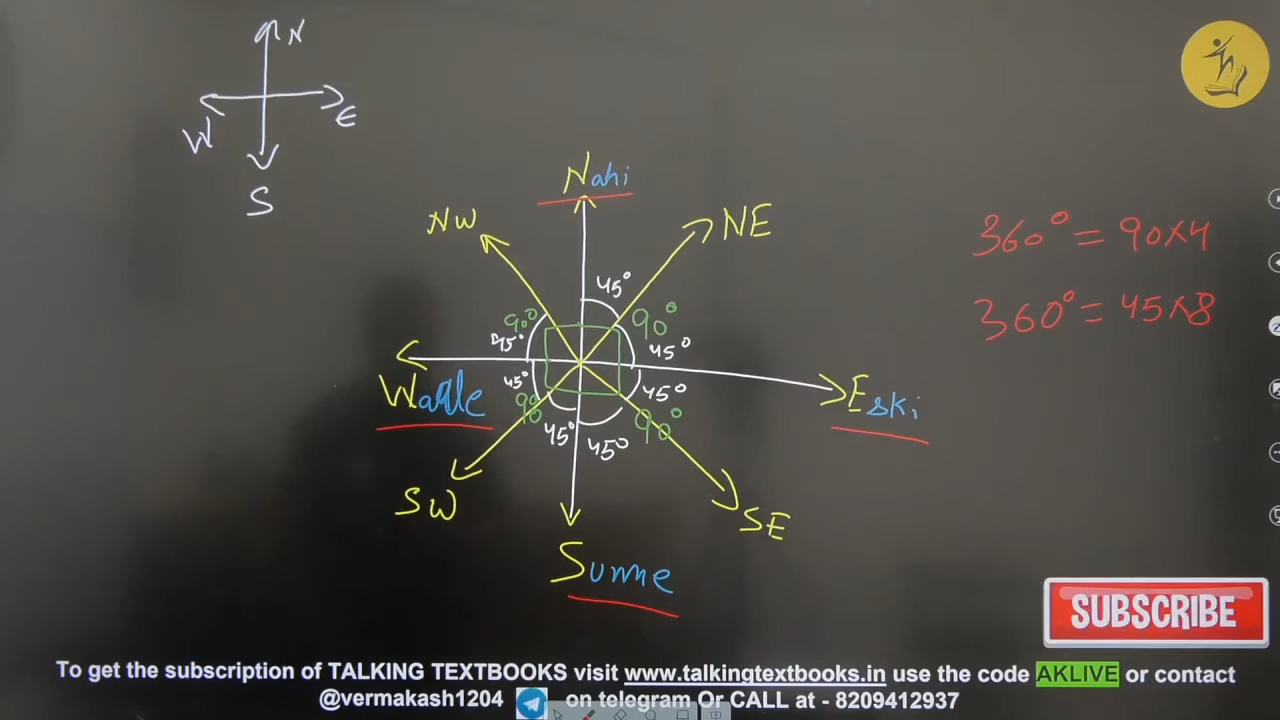 N
W E
S
Nahi
NW NE
45°
360° = 90×4
90° 90°
360° = 45×8
45° 45°
45° 45°
Walle Eski
90 90°
45° 45°
SW SE
Sunne
SUBSCRIBE
To get the subscription of TALKING TEXTBOOKS visit www.talkingtextbooks.in use the code AKLIVE or contact
@vermakash1204 on telegram Or CALL at - 8209412937